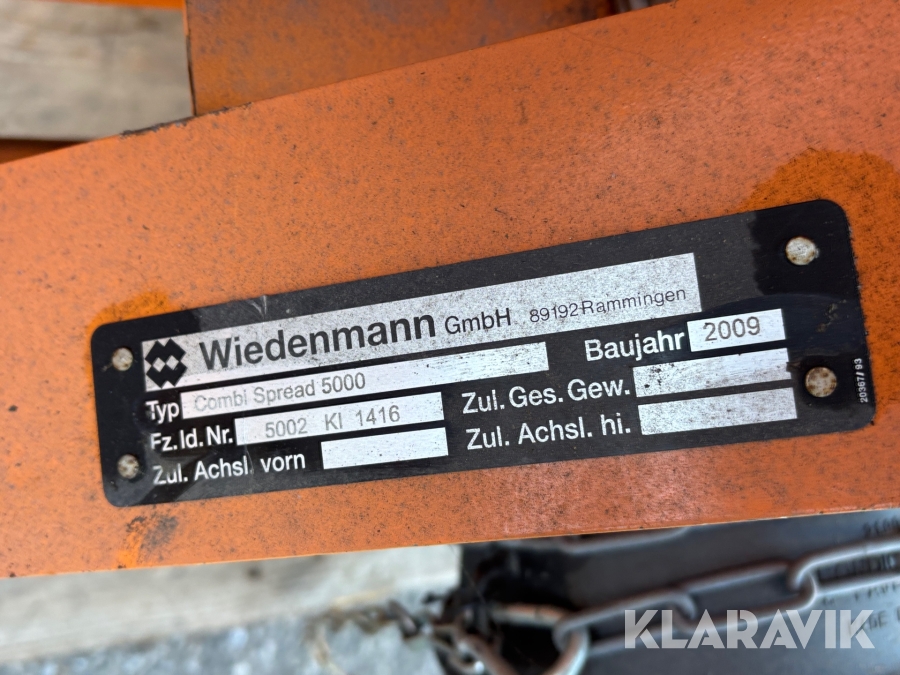 Wiedenmann GmbH 89192 Rammingen
Typ Combi Spread 5000
Baujahr 2009
Fz.Id.Nr. 5002 KI 1416
Zul. Ges. Gew.
Zul. Achsl. vorn
Zul. Achsl. hi.
20367/93
KLARAVIK